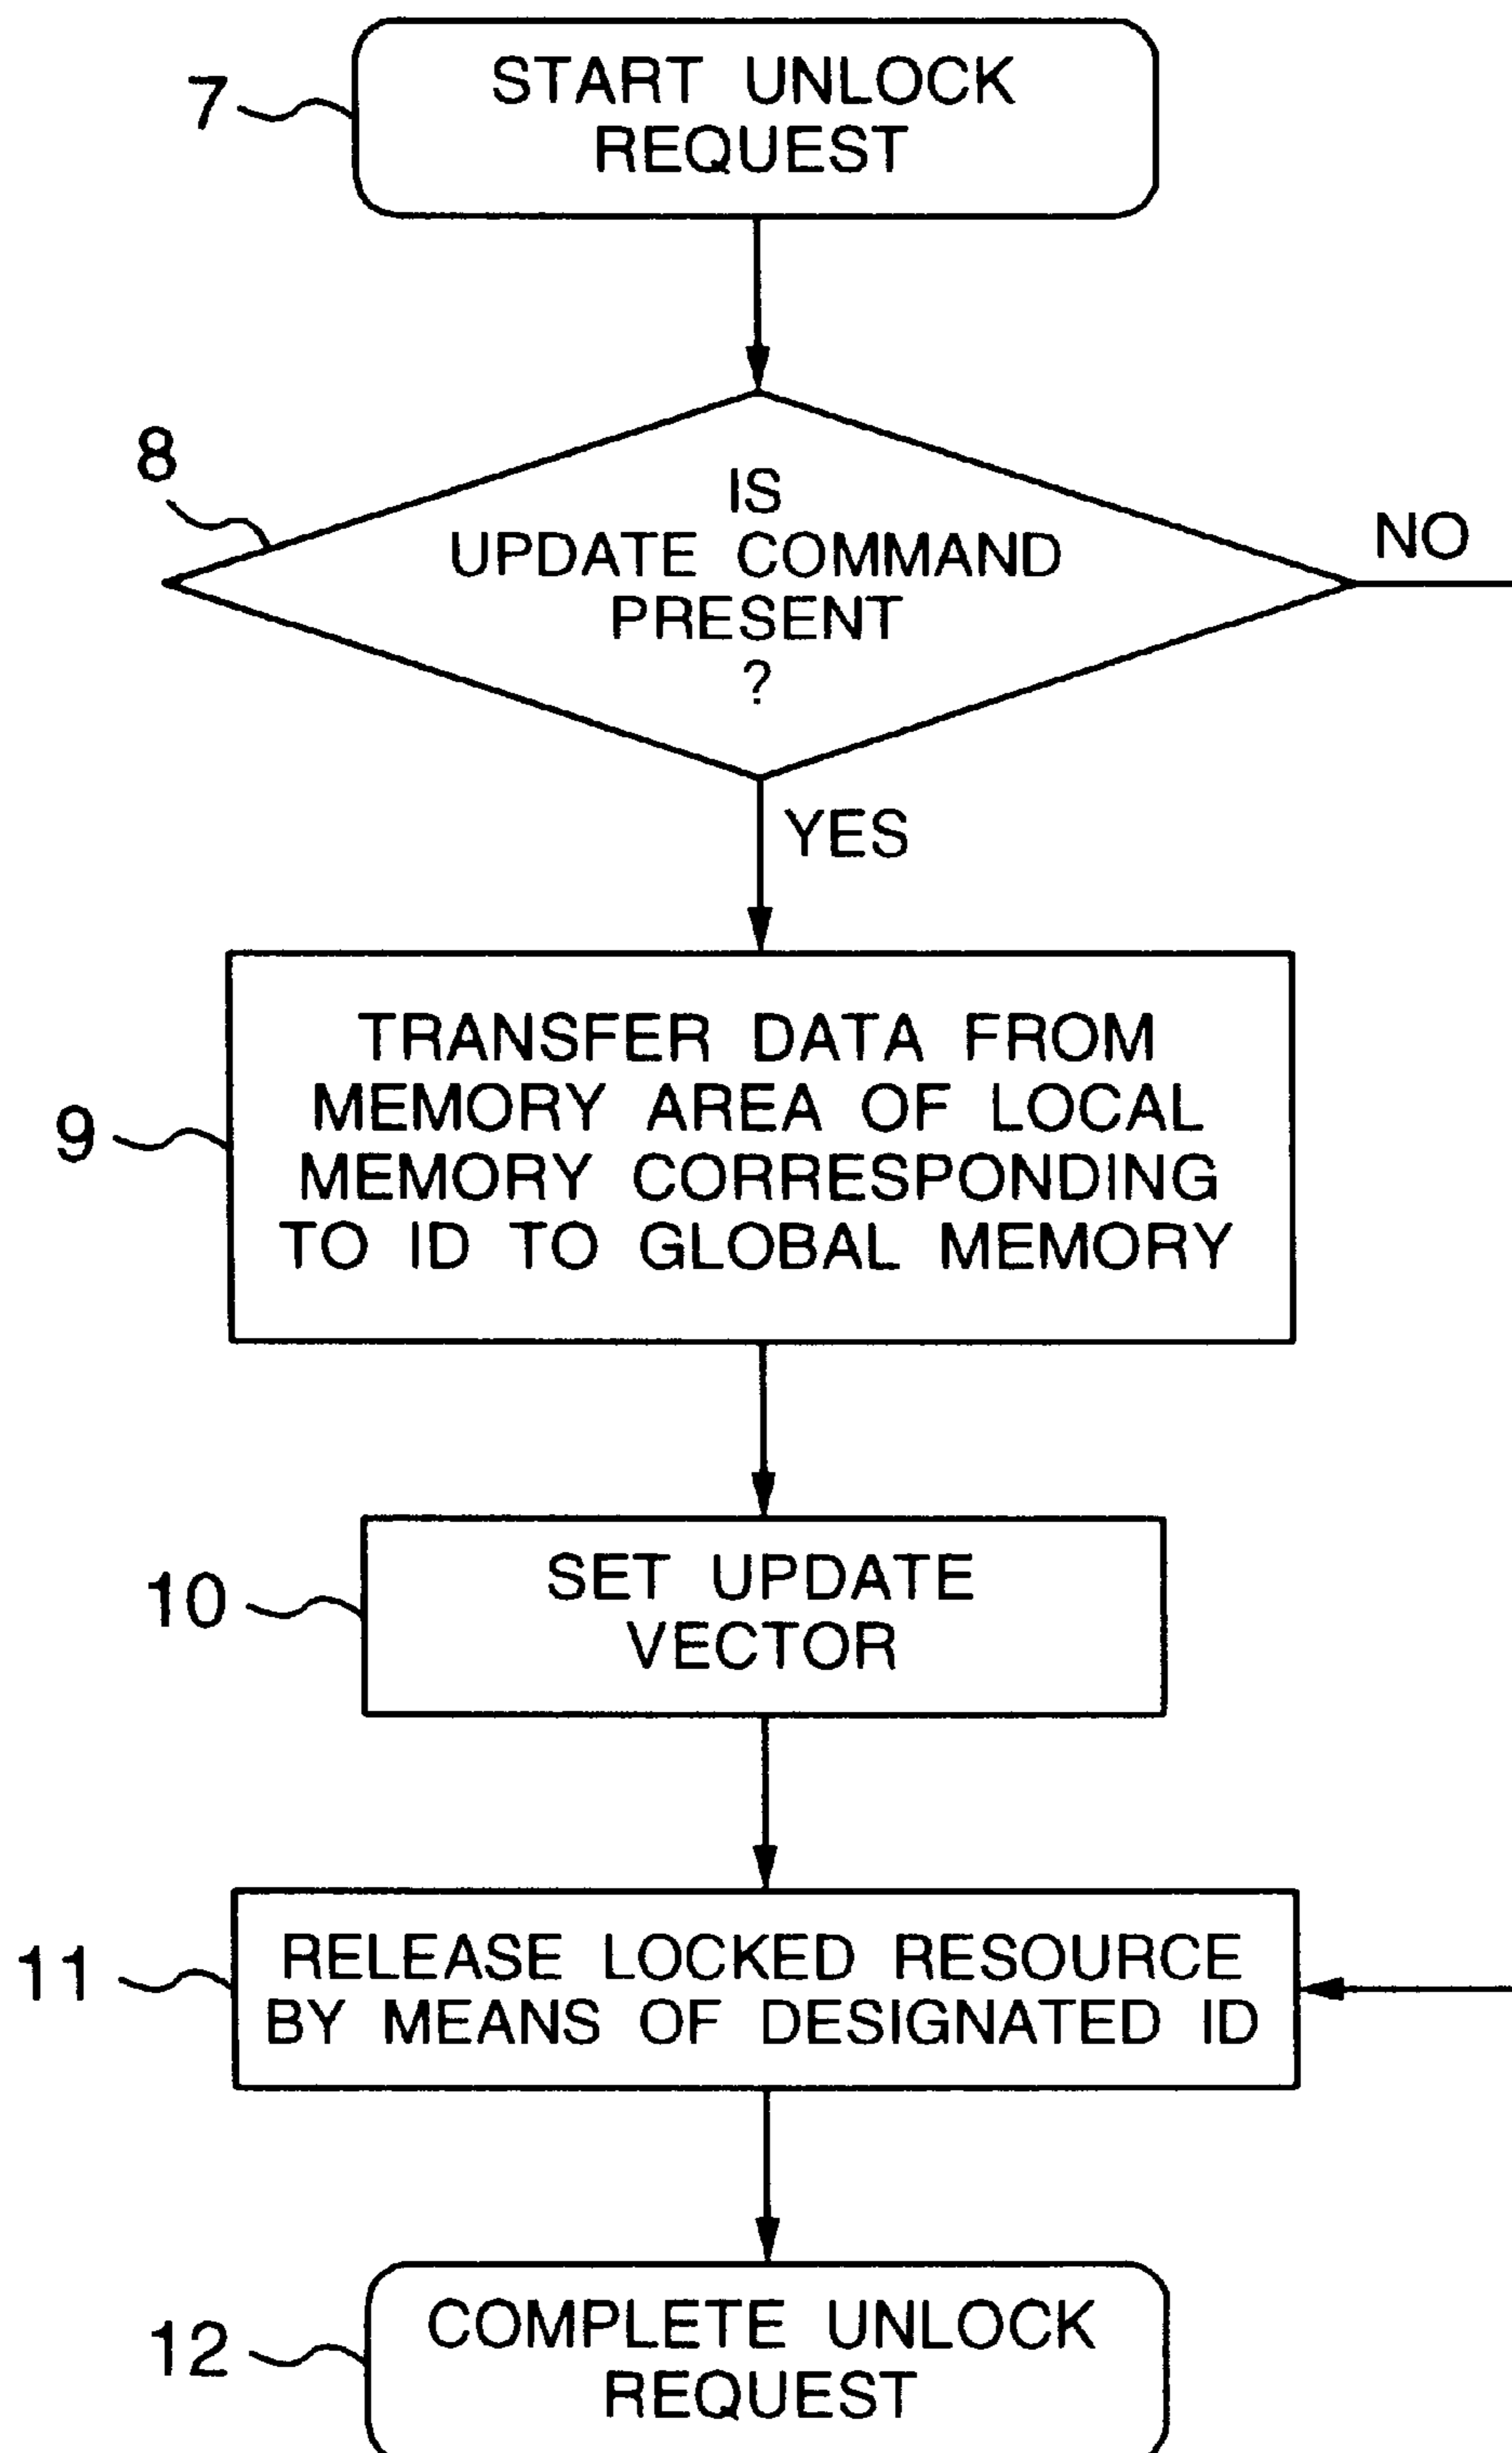 7
START UNLOCK
REQUEST
8
IS
UPDATE COMMAND
PRESENT
?
NO
YES
9
TRANSFER DATA FROM
MEMORY AREA OF LOCAL
MEMORY CORRESPONDING
TO ID TO GLOBAL MEMORY
10
SET UPDATE
VECTOR
11
RELEASE LOCKED RESOURCE
BY MEANS OF DESIGNATED ID
12
COMPLETE UNLOCK
REQUEST